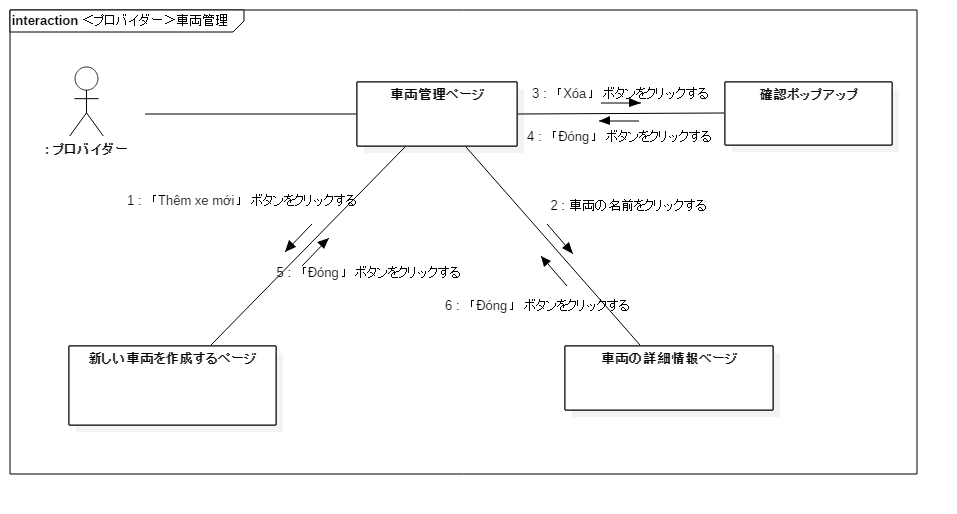 interaction ＜プロバイダー＞車両管理
車両管理ページ
3 : 「Xóa」 ボタンをクリックする
確認ポップアップ
4 : 「Đóng」 ボタンをクリックする
: プロバイダー
1 : 「Thêm xe mới」 ボタンをクリックする
2 : 車両の名前をクリックする
5 : 「Đóng」 ボタンをクリックする
6 : 「Đóng」 ボタンをクリックする
新しい車両を作成するページ
車両の詳細情報ページ